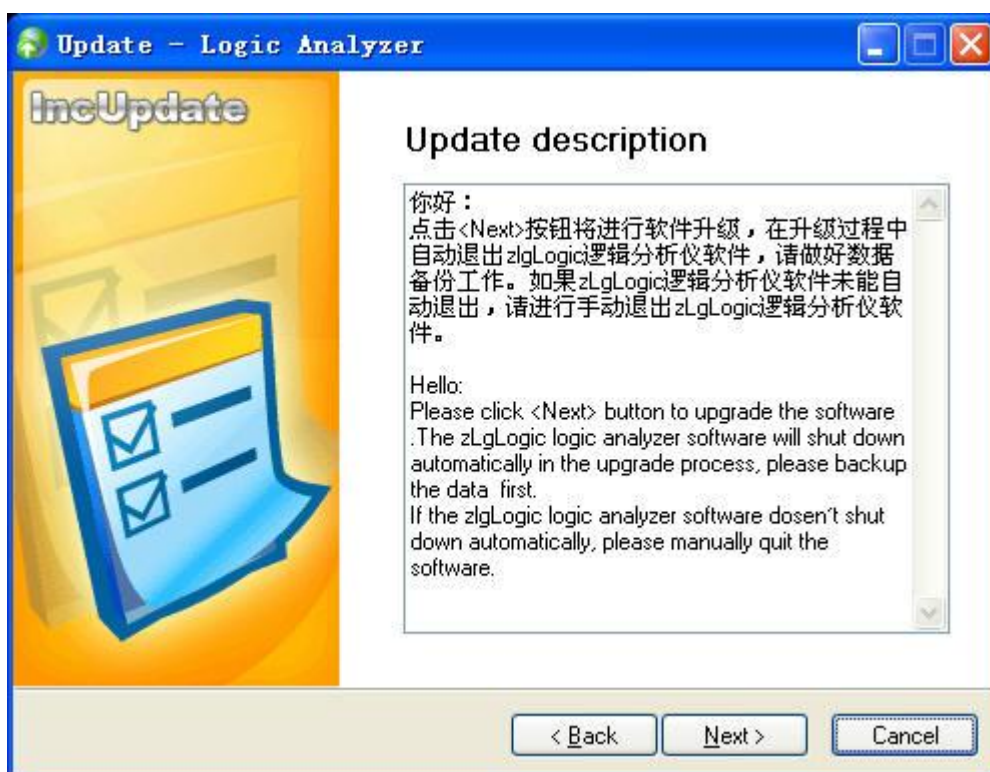 Update - Logic Analyzer
IncUpdate
Update description
你好：
点击<Next>按钮将进行软件升级，在升级过程中
自动退出zlgLogic逻辑分析仪软件，请做好数据
备份工作。如果zLgLogic逻辑分析仪软件未能自
动退出，请进行手动退出zLgLogic逻辑分析仪软
件。
Hello:
Please click <Next> button to upgrade the software
.The zLgLogic logic analyzer software will shut down
automatically in the upgrade process, please backup
the data  first.
If the zlgLogic logic analyzer software dosen't shut
down automatically, please manually quit the
software.
< Back
Next >
Cancel